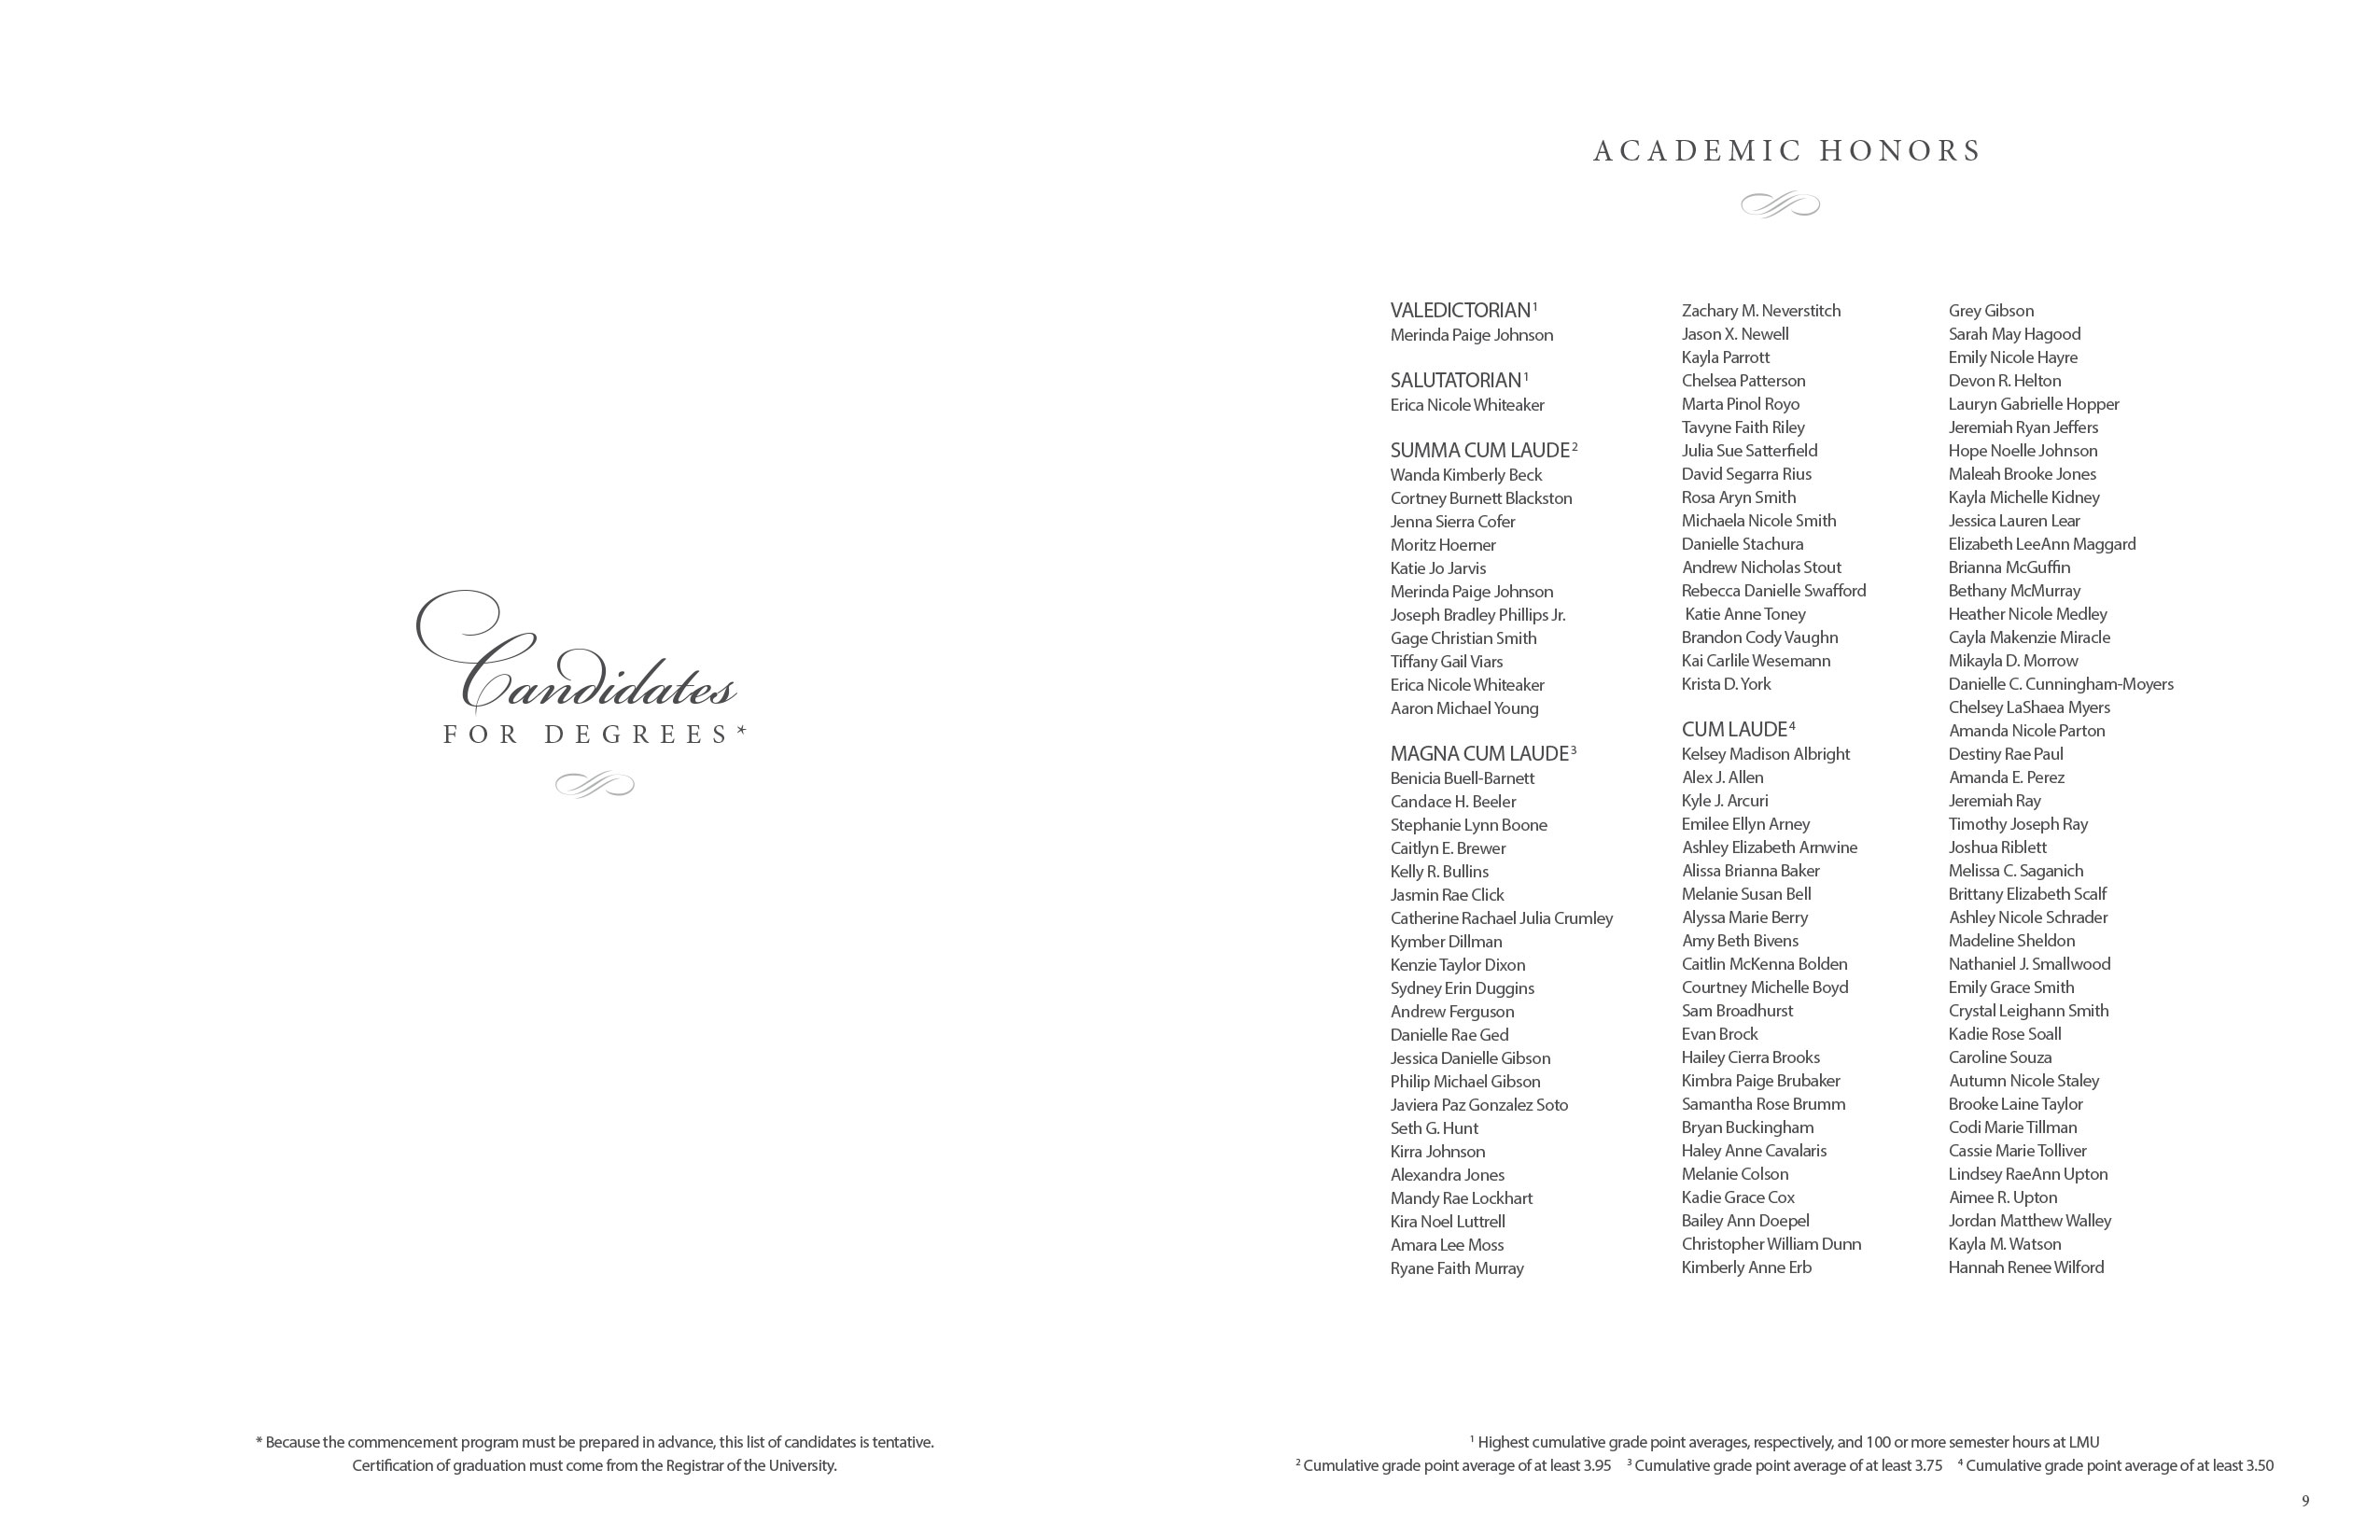 Candidates
FOR DEGREES*
* Because the commencement program must be prepared in advance, this list of candidates is tentative.
Certification of graduation must come from the Registrar of the University.
ACADEMIC HONORS
VALEDICTORIAN¹
Merinda Paige Johnson
SALUTATORIAN¹
Erica Nicole Whiteaker
SUMMA CUM LAUDE²
Wanda Kimberly Beck
Cortney Burnett Blackston
Jenna Sierra Cofer
Moritz Hoerner
Katie Jo Jarvis
Merinda Paige Johnson
Joseph Bradley Phillips Jr.
Gage Christian Smith
Tiffany Gail Viars
Erica Nicole Whiteaker
Aaron Michael Young
MAGNA CUM LAUDE³
Benicia Buell-Barnett
Candace H. Beeler
Stephanie Lynn Boone
Caitlyn E. Brewer
Kelly R. Bullins
Jasmin Rae Click
Catherine Rachael Julia Crumley
Kymber Dillman
Kenzie Taylor Dixon
Sydney Erin Duggins
Andrew Ferguson
Danielle Rae Ged
Jessica Danielle Gibson
Philip Michael Gibson
Javiera Paz Gonzalez Soto
Seth G. Hunt
Kirra Johnson
Alexandra Jones
Mandy Rae Lockhart
Kira Noel Luttrell
Amara Lee Moss
Ryane Faith Murray
Zachary M. Neverstitch
Jason X. Newell
Kayla Parrott
Chelsea Patterson
Marta Pinol Royo
Tavyne Faith Riley
Julia Sue Satterfield
David Segarra Rius
Rosa Aryn Smith
Michaela Nicole Smith
Danielle Stachura
Andrew Nicholas Stout
Rebecca Danielle Swafford
Katie Anne Toney
Brandon Cody Vaughn
Kai Carlile Wesemann
Krista D. York
CUM LAUDE⁴
Kelsey Madison Albright
Alex J. Allen
Kyle J. Arcuri
Emilee Ellyn Arney
Ashley Elizabeth Arnwine
Alissa Brianna Baker
Melanie Susan Bell
Alyssa Marie Berry
Amy Beth Bivens
Caitlin McKenna Bolden
Courtney Michelle Boyd
Sam Broadhurst
Evan Brock
Hailey Cierra Brooks
Kimbra Paige Brubaker
Samantha Rose Brumm
Bryan Buckingham
Haley Anne Cavalaris
Melanie Colson
Kadie Grace Cox
Bailey Ann Doepel
Christopher William Dunn
Kimberly Anne Erb
Grey Gibson
Sarah May Hagood
Emily Nicole Hayre
Devon R. Helton
Lauryn Gabrielle Hopper
Jeremiah Ryan Jeffers
Hope Noelle Johnson
Maleah Brooke Jones
Kayla Michelle Kidney
Jessica Lauren Lear
Elizabeth LeeAnn Maggard
Brianna McGuffin
Bethany McMurray
Heather Nicole Medley
Cayla Makenzie Miracle
Mikayla D. Morrow
Danielle C. Cunningham-Moyers
Chelsey LaShaea Myers
Amanda Nicole Parton
Destiny Rae Paul
Amanda E. Perez
Jeremiah Ray
Timothy Joseph Ray
Joshua Riblett
Melissa C. Saganich
Brittany Elizabeth Scalf
Ashley Nicole Schrader
Madeline Sheldon
Nathaniel J. Smallwood
Emily Grace Smith
Crystal Leighann Smith
Kadie Rose Soall
Caroline Souza
Autumn Nicole Staley
Brooke Laine Taylor
Codi Marie Tillman
Cassie Marie Tolliver
Lindsey RaeAnn Upton
Aimee R. Upton
Jordan Matthew Walley
Kayla M. Watson
Hannah Renee Wilford
¹ Highest cumulative grade point averages, respectively, and 100 or more semester hours at LMU
² Cumulative grade point average of at least 3.95 ³ Cumulative grade point average of at least 3.75 ⁴ Cumulative grade point average of at least 3.50
9